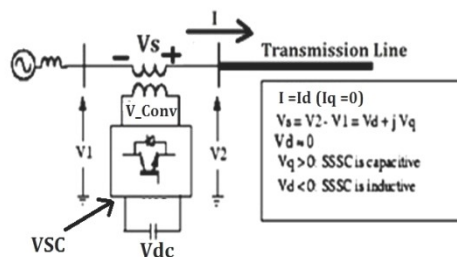 I
- Vs +
Transmission Line
V_Conv
V1
V2
VSC
Vdc
I =Id (Iq =0)
Vs = V2 - V1 = Vd + j Vq
Vd ≈ 0
Vq > 0: SSSC is capacitive
Vd < 0: SSSC is inductive